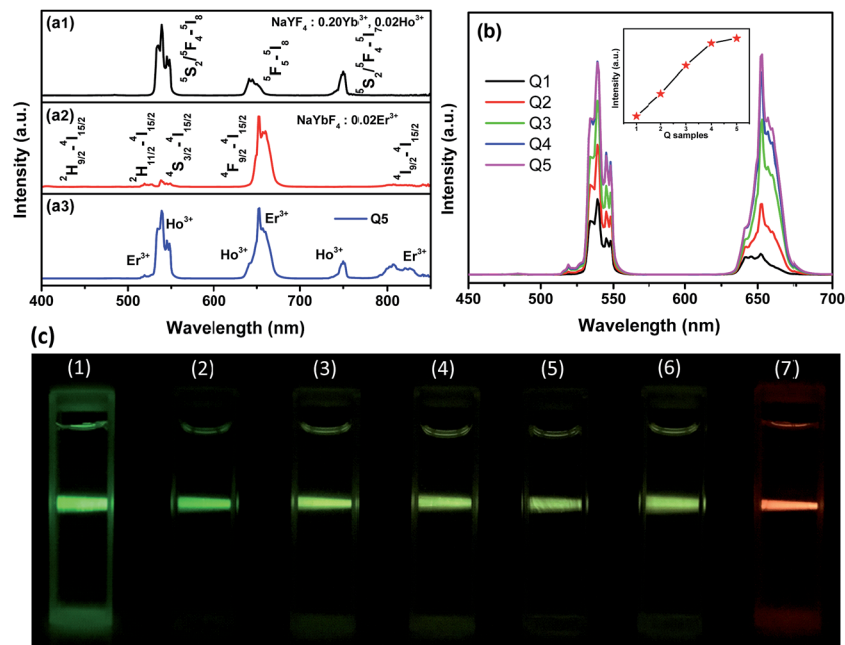 (a1)
NaYF₄ : 0.20Yb³⁺, 0.02Ho³⁺
⁵S₂/⁵F₄-⁵I₈
⁵F₅-⁵I₈
⁵S₂/⁵F₄-⁵I₇
(a2)
NaYbF₄ : 0.02Er³⁺
²H₉/₂-⁴I₁₅/₂
²H₁₁/₂-⁴I₁₅/₂
⁴S₃/₂-⁴I₁₅/₂
⁴F₉/₂-⁴I₁₅/₂
⁴I₉/₂-⁴I₁₅/₂
(a3)
Q5
Er³⁺
Ho³⁺
Ho³⁺
Er³⁺
Ho³⁺
Er³⁺
Intensity (a.u.)
400 500 600 700 800
Wavelength (nm)
(b)
Q1
Q2
Q3
Q4
Q5
Intensity (a.u.)
1 2 3 4 5
Q samples
Intensity (a.u.)
450 500 550 600 650 700
Wavelength (nm)
(c)
(1) (2) (3) (4) (5) (6) (7)